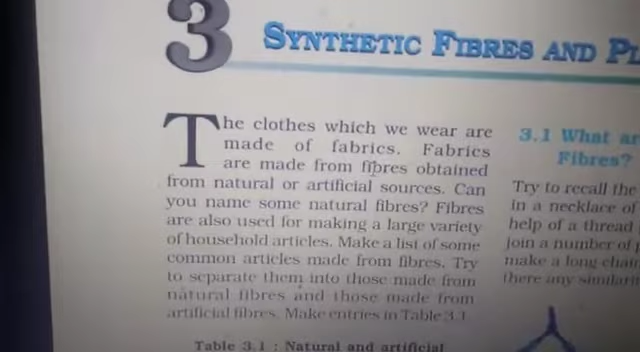 3
SYNTHETIC FIBRES AND
The clothes which we wear are
made of fabrics. Fabrics
are made from fibres obtained
from natural or artificial sources. Can
you name some natural fibres? Fibres
are also used for making a large variety
of household articles. Make a list of some
common articles made from fibres. Try
to separate them into those made from
natural fibres and those made from
artificial fibres. Make entries in Table 3.1.
Table 3.1 : Natural and artificial
3.1 What
Fibres?
Try to recall the
in a necklace of
help of a thread
join a number of
make a long
there any